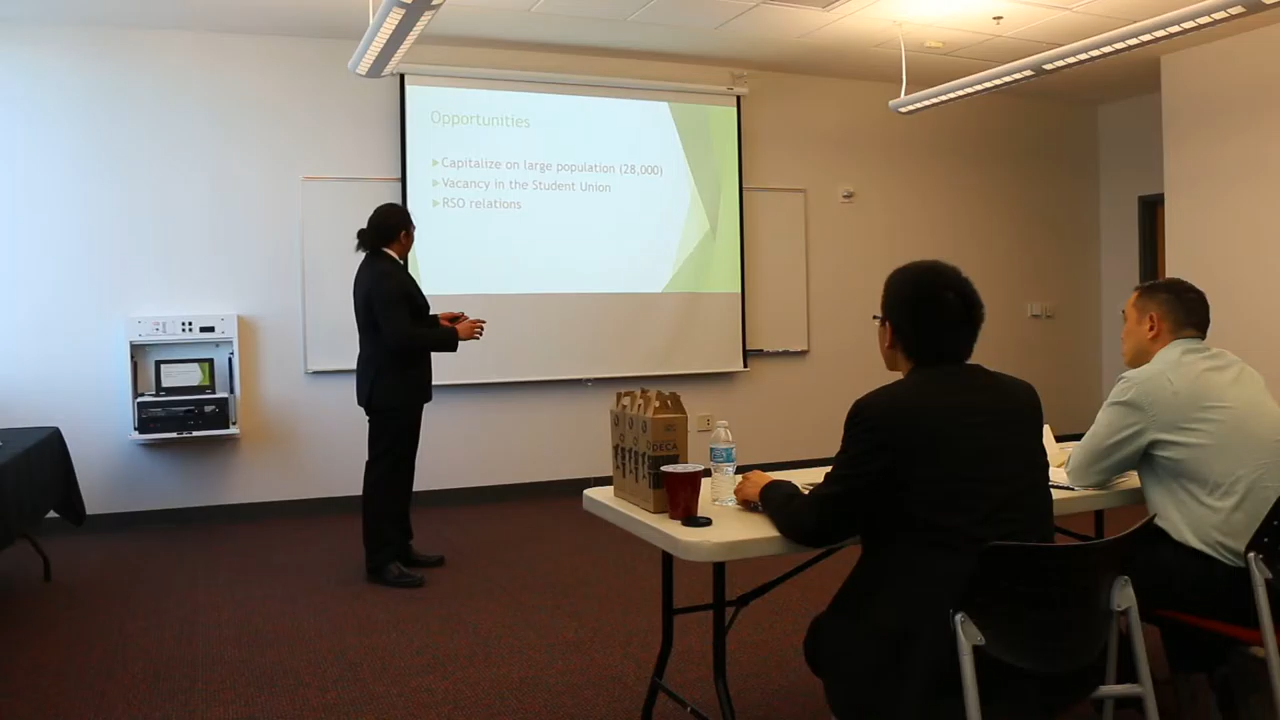 Opportunities
Capitalize on large population (28,000)
Vacancy in the Student Union
RSO relations
DECA